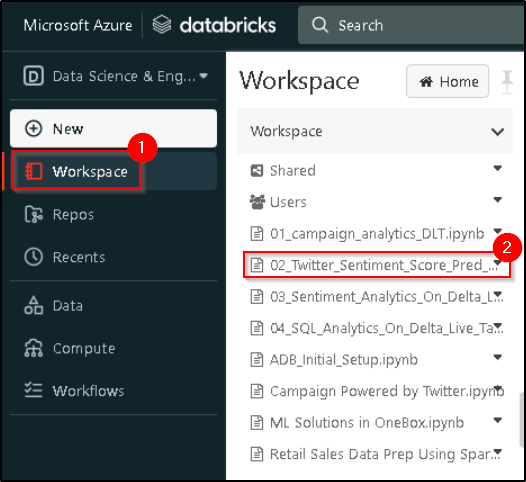 Microsoft Azure databricks Search
Data Science & Eng...
New
Workspace
1
Repos
Recents
Data
Compute
Workflows
Workspace Home
Workspace
Shared
Users
01_campaign_analytics_DLT.ipynb
2
02_Twitter_Sentiment_Score_Pred_...
03_Sentiment_Analytics_On_Delta_L...
04_SQL_Analytics_On_Delta_Live_Ta...
ADB_Initial_Setup.ipynb
Campaign Powered by Twitter.ipynb
ML Solutions in OneBox.ipynb
Retail Sales Data Prep Using Spar...